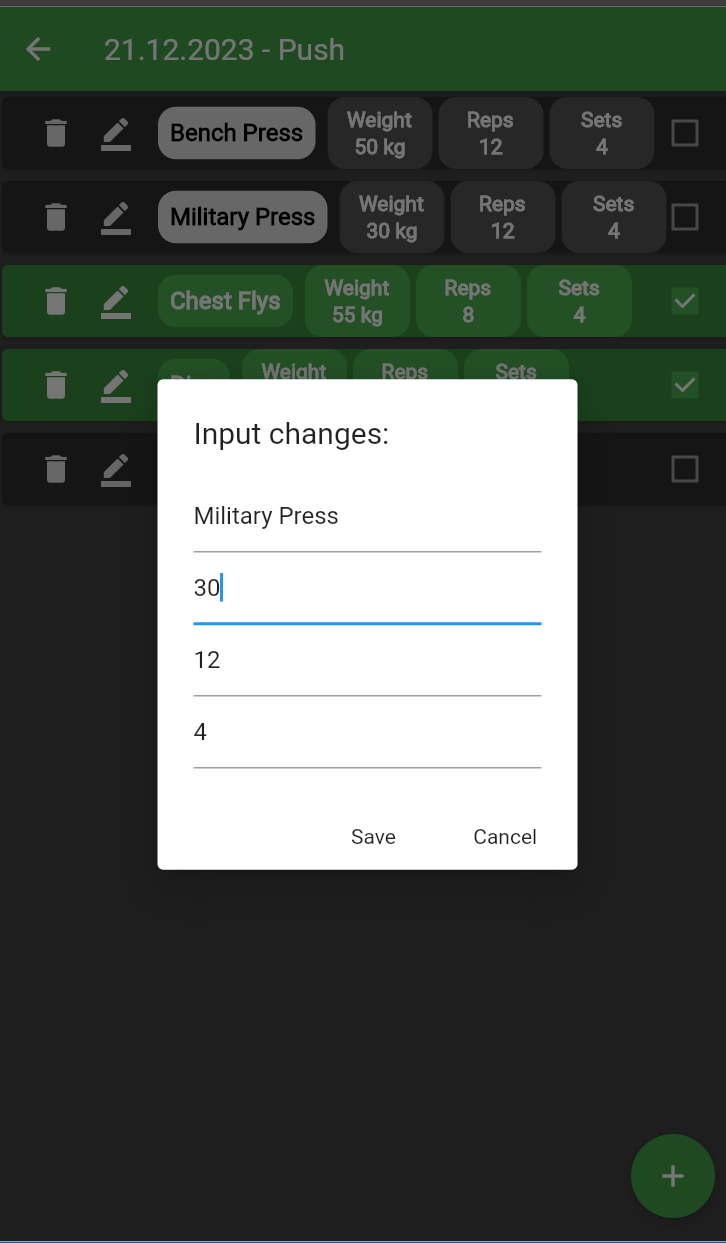 21.12.2023 - Push
Bench Press
Weight
50 kg
Reps
12
Sets
4
Military Press
Weight
30 kg
Reps
12
Sets
4
Chest Flys
Weight
55 kg
Reps
8
Sets
4
Weight
Reps
Sets
Input changes:
Military Press
30
12
4
Save
Cancel